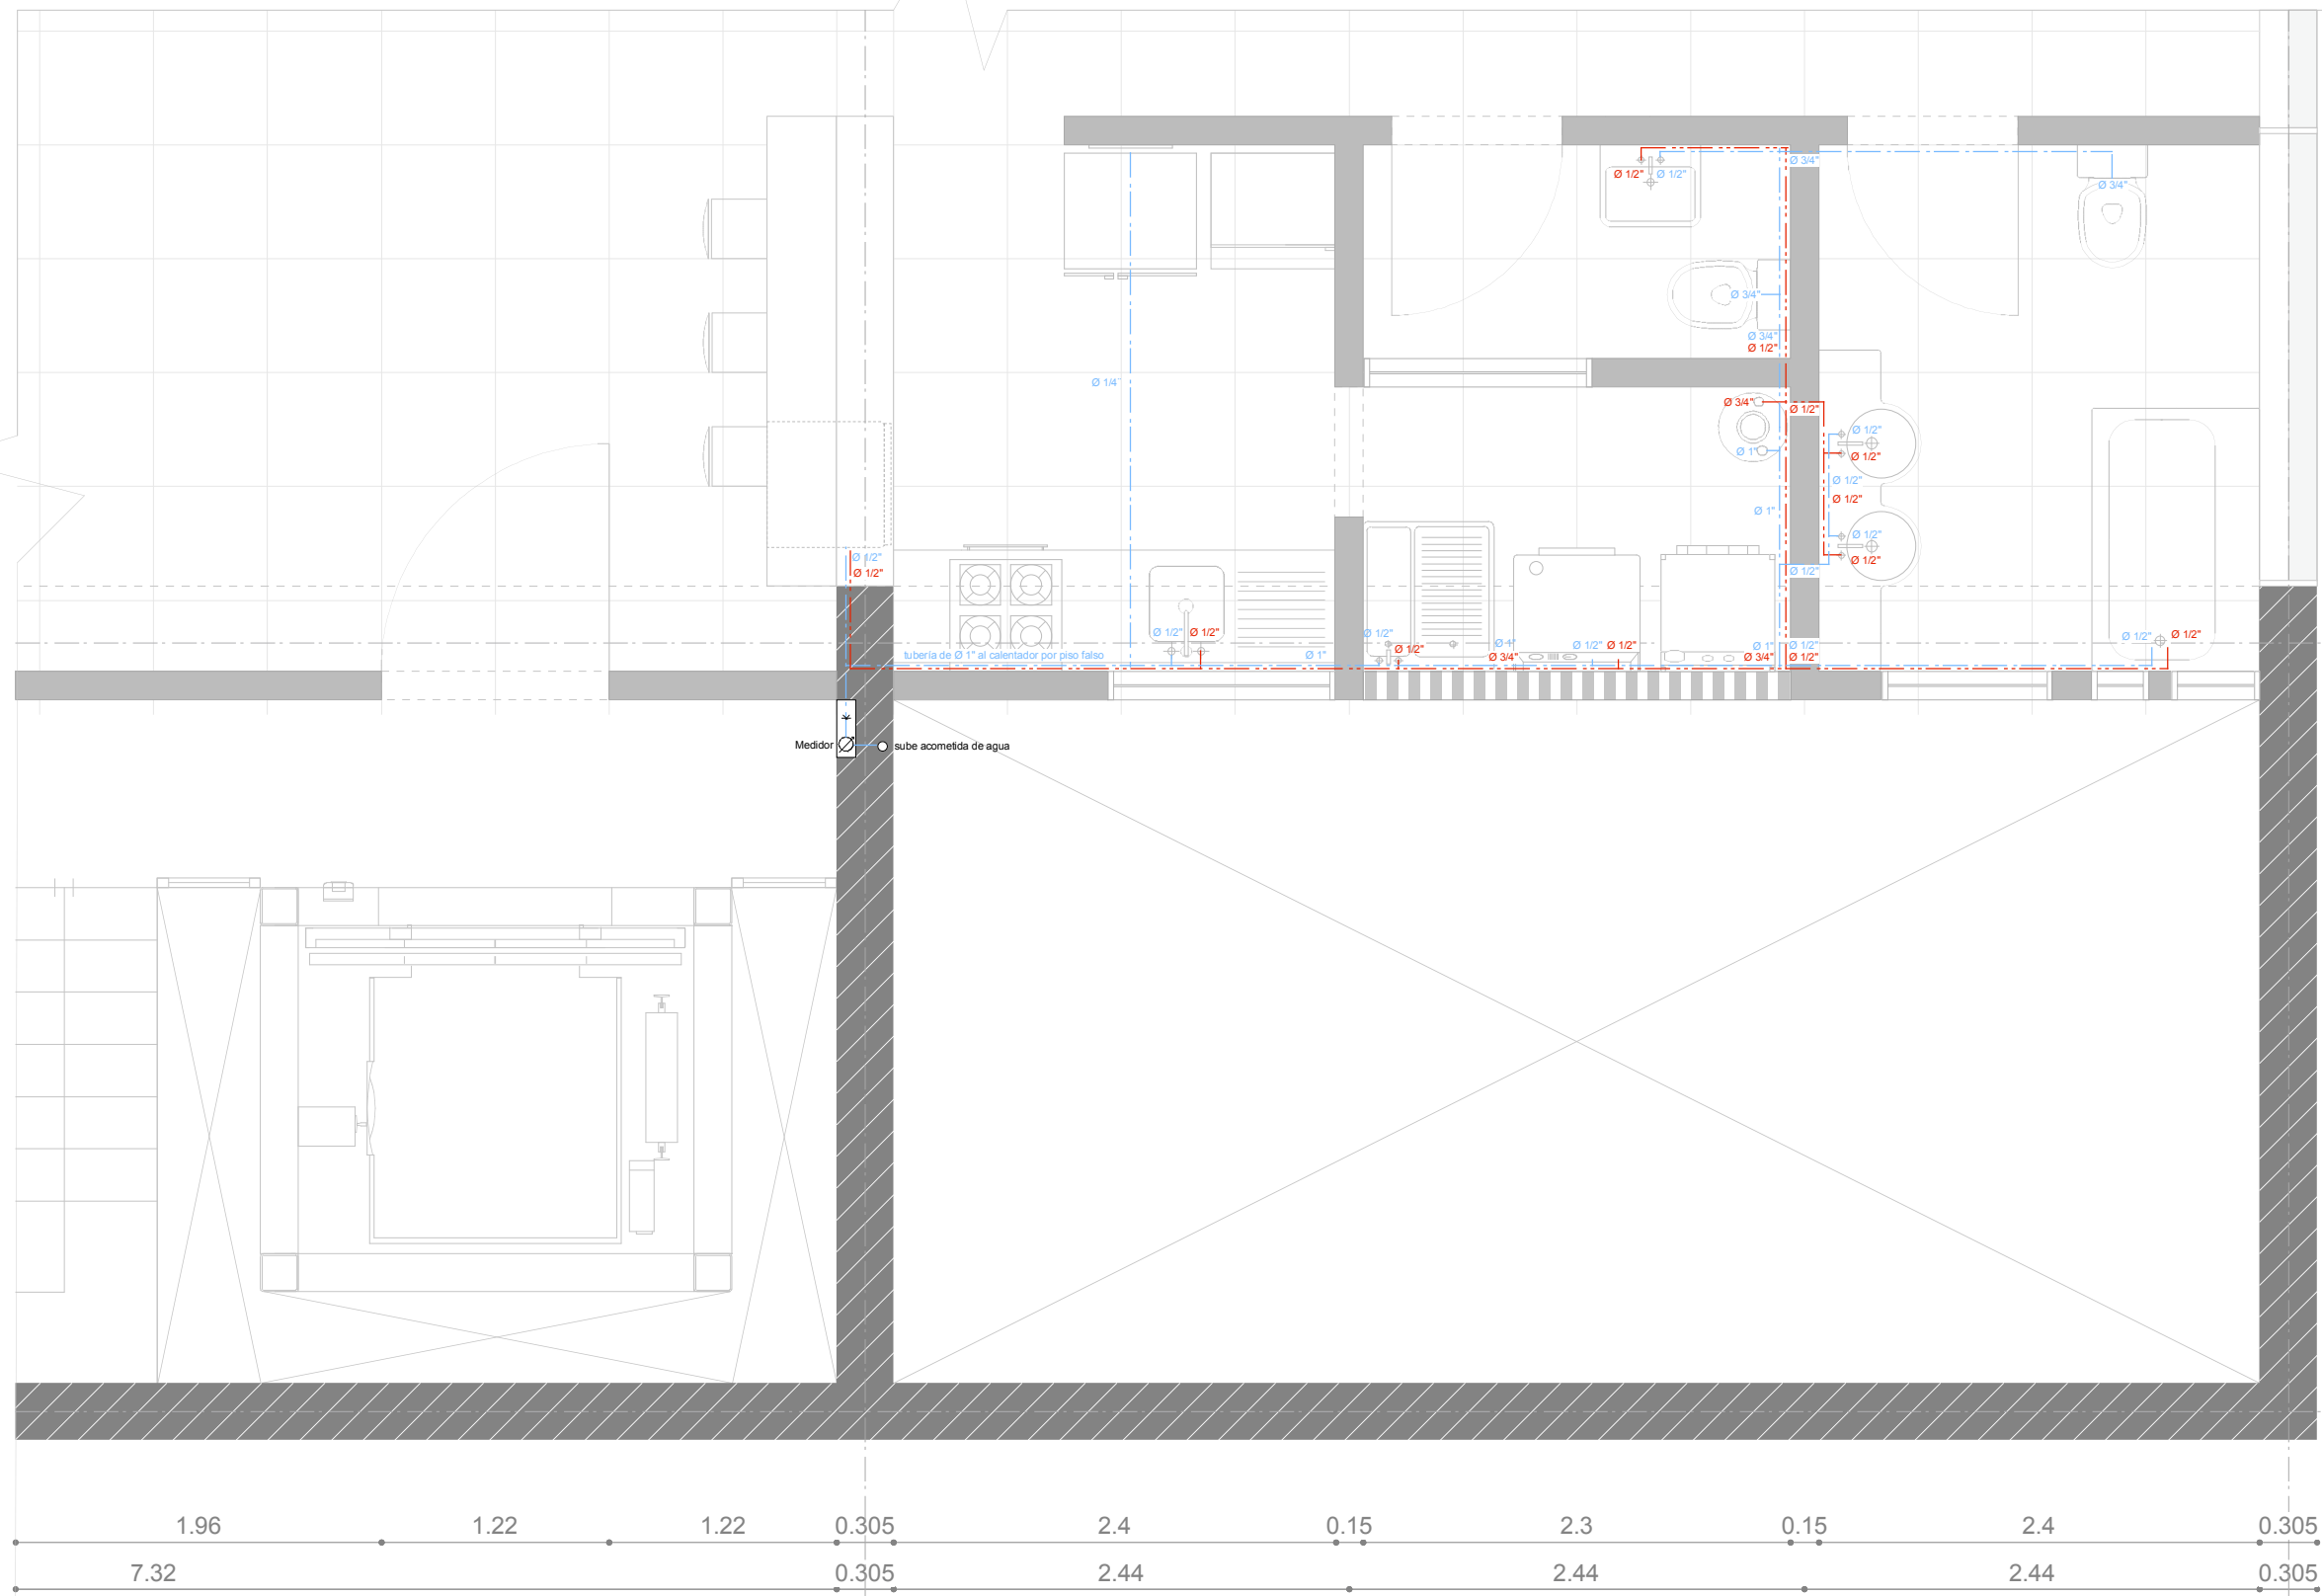 Ø 3/4"
Ø 1/2" Ø 1/2"
Ø 3/4"
Ø 3/4"
Ø 3/4"
Ø 1/2"
Ø 1/4"
Ø 3/4" Ø 1/2"
Ø 1/2"
Ø 1" Ø 1/2"
Ø 1/2"
Ø 1/2"
Ø 1"
Ø 1/2"
Ø 1/2"
Ø 1/2"
Ø 1/2"
Ø 1/2"
Ø 1/2" Ø 1/2" Ø 1/2" Ø 1/2" Ø 1/2"
Ø 1" Ø 1/2" Ø 1/2" Ø 1" Ø 1/2"
tubería de Ø 1" al calentador por piso falso Ø 1" Ø 1/2" Ø 3/4" Ø 3/4" Ø 1/2"
Medidor sube acometida de agua
1.96 1.22 1.22 0.305 2.4 0.15 2.3 0.15 2.4 0.305
7.32 0.305 2.44 2.44 2.44 0.305